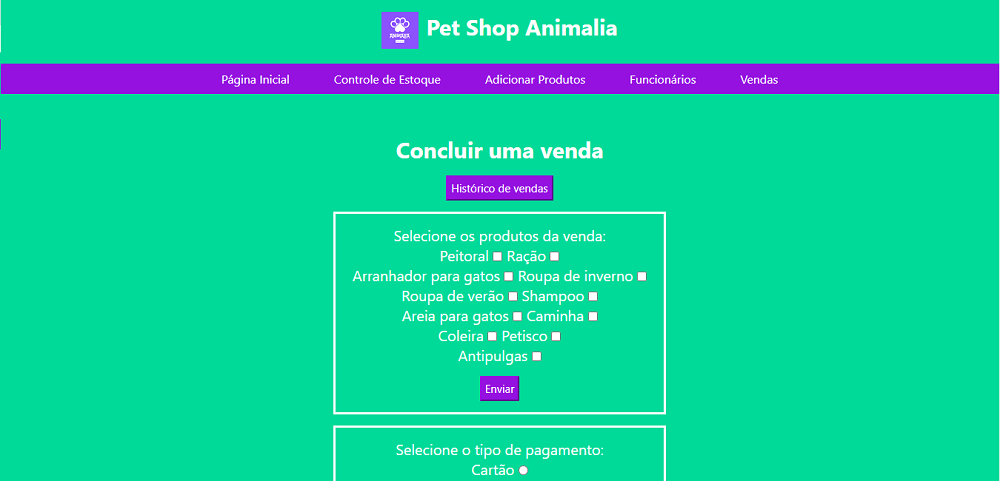 ANIMALIA
Pet Shop Animalia
Página Inicial Controle de Estoque Adicionar Produtos Funcionários Vendas
Concluir uma venda
Histórico de vendas
Selecione os produtos da venda:
Peitoral Ração
Arranhador para gatos Roupa de inverno
Roupa de verão Shampoo
Areia para gatos Caminha
Coleira Petisco
Antipulgas
Enviar
Selecione o tipo de pagamento:
Cartão